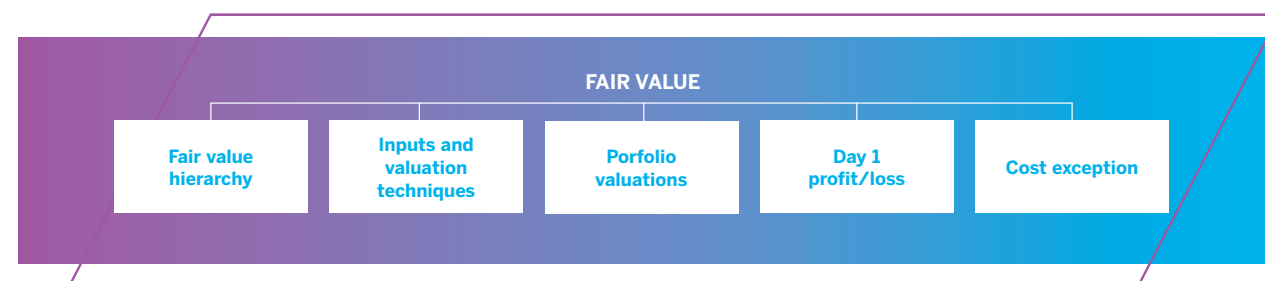 FAIR VALUE
Fair value
hierarchy
Inputs and
valuation
techniques
Porfolio
valuations
Day 1
profit/loss
Cost exception